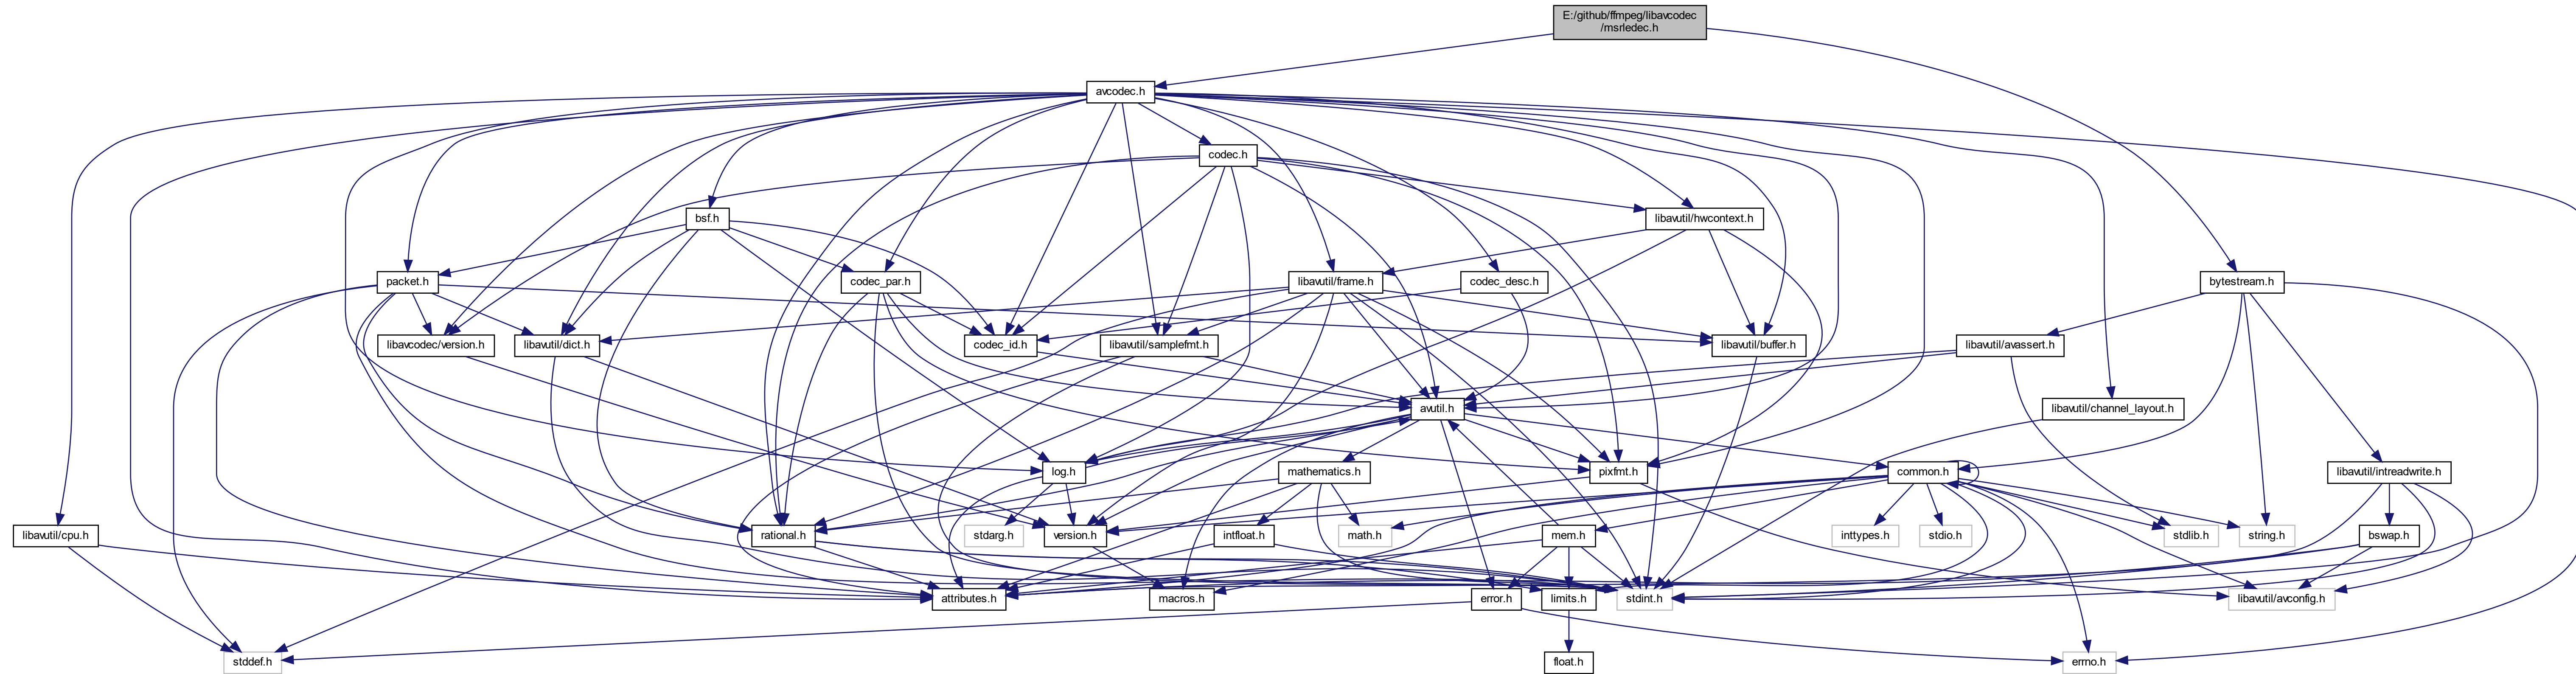 E:/github/ffmpeg/libavcodec
/msrledec.h
avcodec.h
codec.h
bsf.h
libavutil/hwcontext.h
packet.h
codec_par.h
libavutil/frame.h
codec_desc.h
bytestream.h
libavcodec/version.h
libavutil/dict.h
codec_id.h
libavutil/samplefmt.h
libavutil/buffer.h
libavutil/avassert.h
avutil.h
libavutil/channel_layout.h
log.h
mathematics.h
pixfmt.h
common.h
libavutil/intreadwrite.h
libavutil/cpu.h
rational.h
stdarg.h
version.h
intfloat.h
math.h
mem.h
inttypes.h
stdio.h
stdlib.h
string.h
bswap.h
attributes.h
macros.h
error.h
limits.h
stdint.h
libavutil/avconfig.h
stddef.h
float.h
errno.h